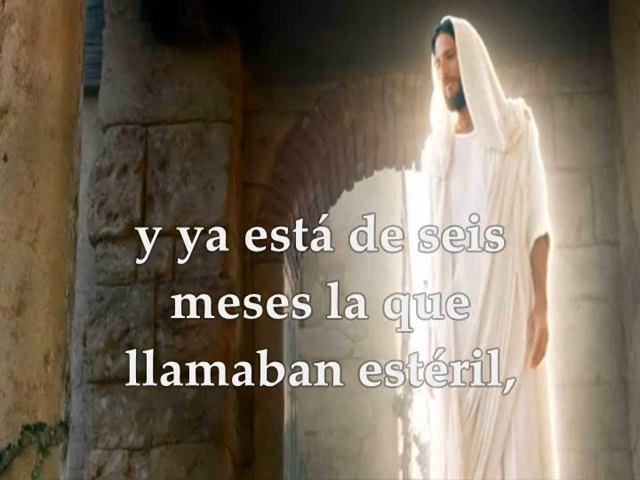 y ya está de seis
meses la que
llamaban estéril,